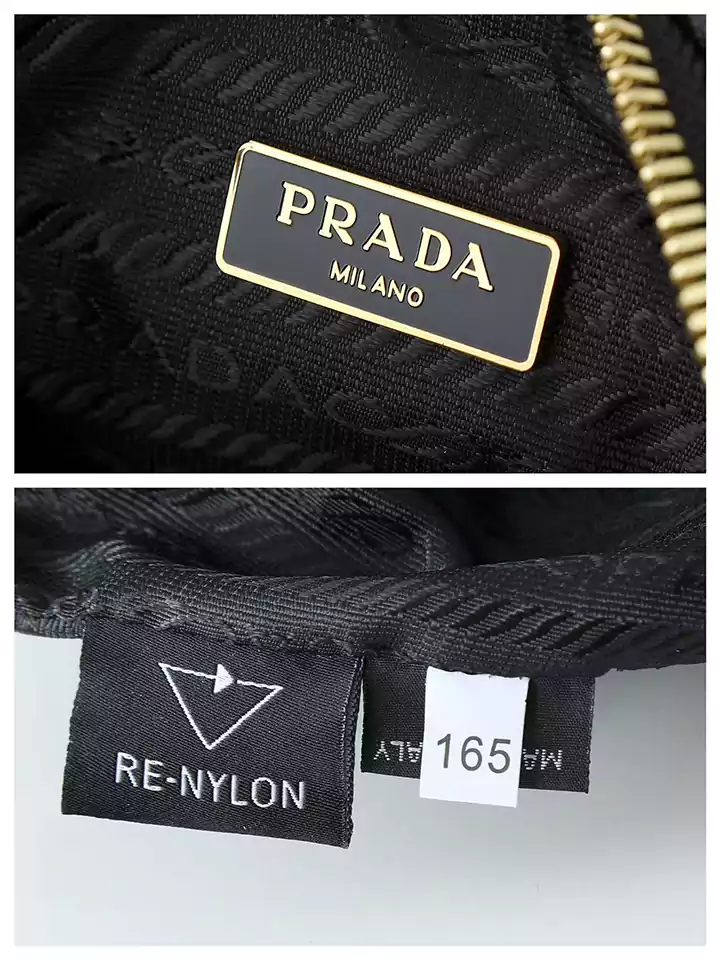 PRADA
MILANO
RE-NYLON
165